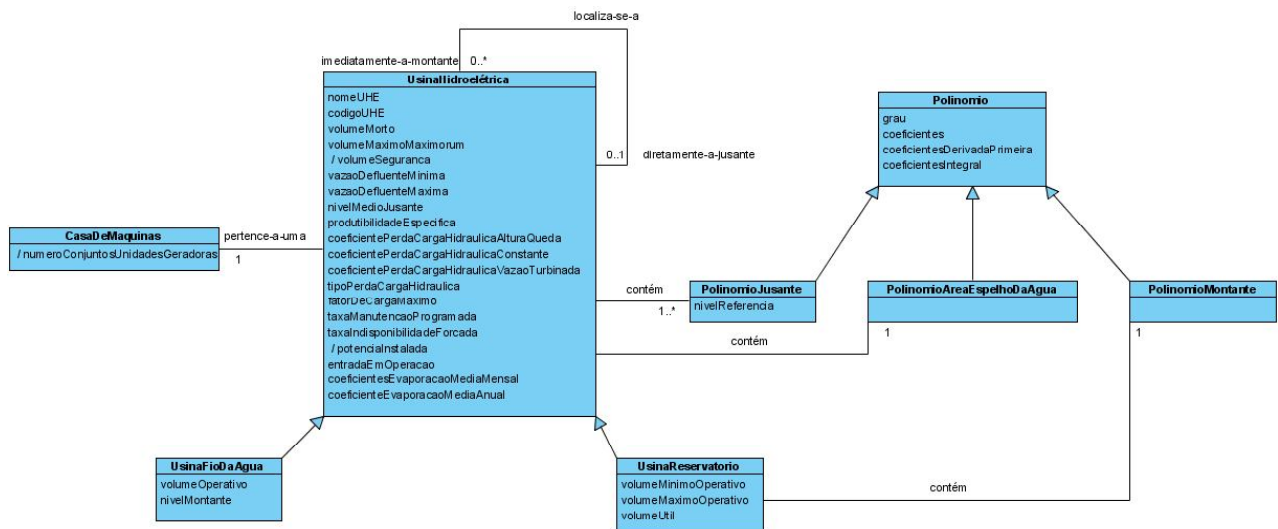 localiza-se-a
imediatamente-a-montante
0..*
UsinaHidroelétrica
nomeUHE
codigoUHE
volumeMorto
volumeMaximoMaximorum
/ volumeSeguranca
vazaoDefluenteMinima
vazaoDefluenteMaxima
nivelMedioJusante
produtibilidadeEspecifica
coeficientePerdaCargaHidraulicaAlturaQueda
coeficientePerdaCargaHidraulicaConstante
coeficientePerdaCargaHidraulicaVazaoTurbinada
tipoPerdaCargaHidraulica
fatorDeCargaMaximo
taxaManutencaoProgramada
taxaIndisponibilidadeForcada
/ potenciaInstalada
entradaEmOperacao
coeficientesEvaporacaoMediaMensal
coeficienteEvaporacaoMediaAnual
0..1
diretamente-a-jusante
Polinomio
grau
coeficientes
coeficientesDerivadaPrimeira
coeficientesIntegral
CasaDeMaquinas
/ numeroConjuntosUnidadesGeradoras
pertence-a-uma
1
contém
1..*
PolinomioJusante
nivelReferencia
PolinomioAreaEspelhoDaAgua
PolinomioMontante
contém
1
1
UsinaFioDaAgua
volumeOperativo
nivelMontante
UsinaReservatorio
volumeMinimoOperativo
volumeMaximoOperativo
volumeUtil
contém